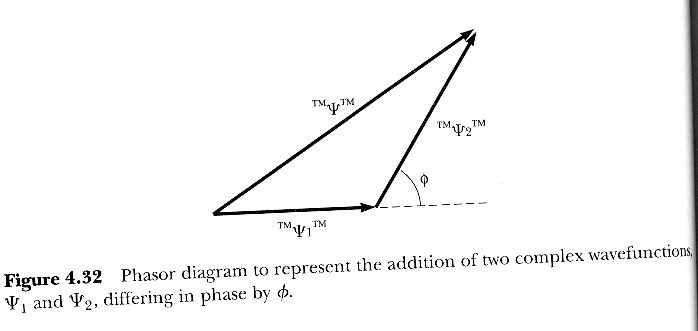 ™Ψ™
™Ψ₂™
ϕ
™Ψ₁™
Figure 4.32 Phasor diagram to represent the addition of two complex wavefunctions,
Ψ₁ and Ψ₂, differing in phase by ϕ.